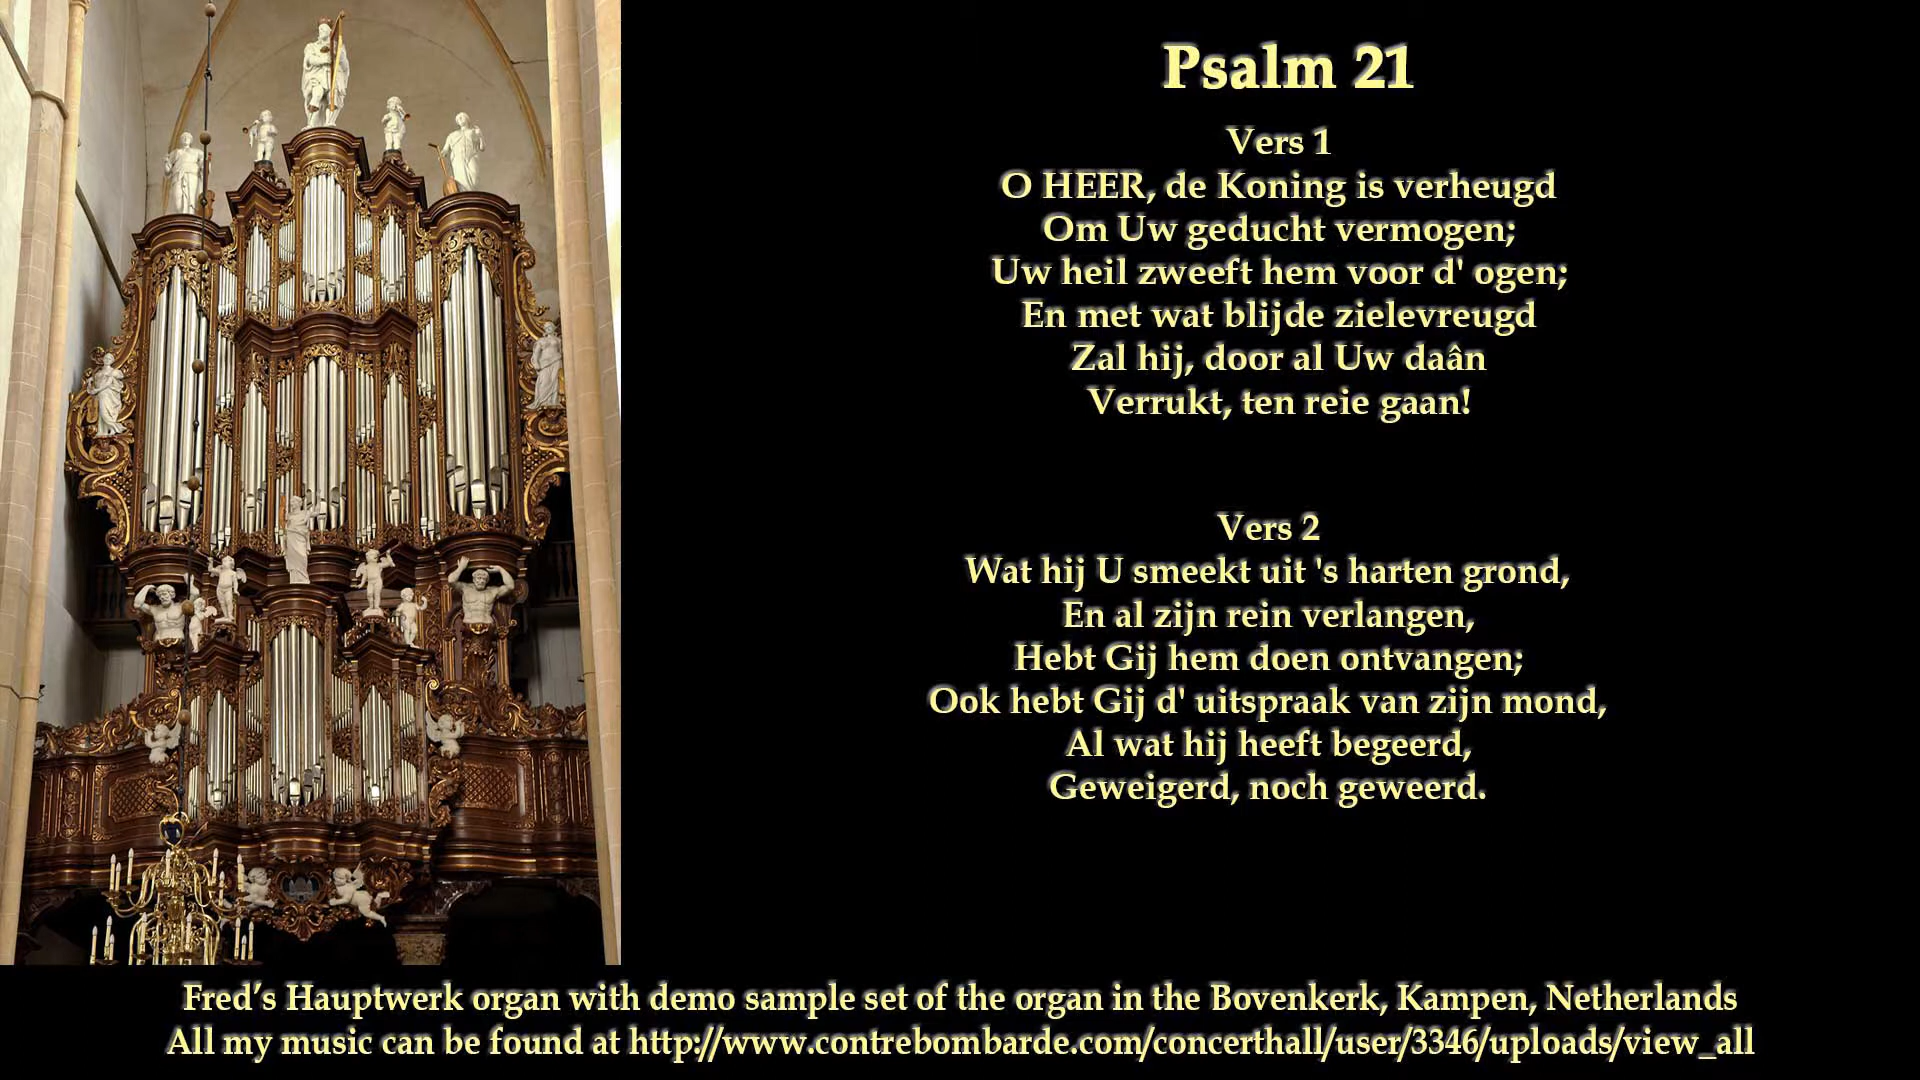 Psalm 21
Vers 1
O HEER, de Koning is verheugd
Om Uw geducht vermogen;
Uw heil zweeft hem voor d' ogen;
En met wat blijde zielevreugd
Zal hij, door al Uw daân
Verrukt, ten reie gaan!
Vers 2
Wat hij U smeekt uit 's harten grond,
En al zijn rein verlangen,
Hebt Gij hem doen ontvangen;
Ook hebt Gij d' uitspraak van zijn mond,
Al wat hij heeft begeerd,
Geweigerd, noch geweerd.
Fred’s Hauptwerk organ with demo sample set of the organ in the Bovenkerk, Kampen, Netherlands
All my music can be found at http://www.contrebombarde.com/concerthall/user/3346/uploads/view_all